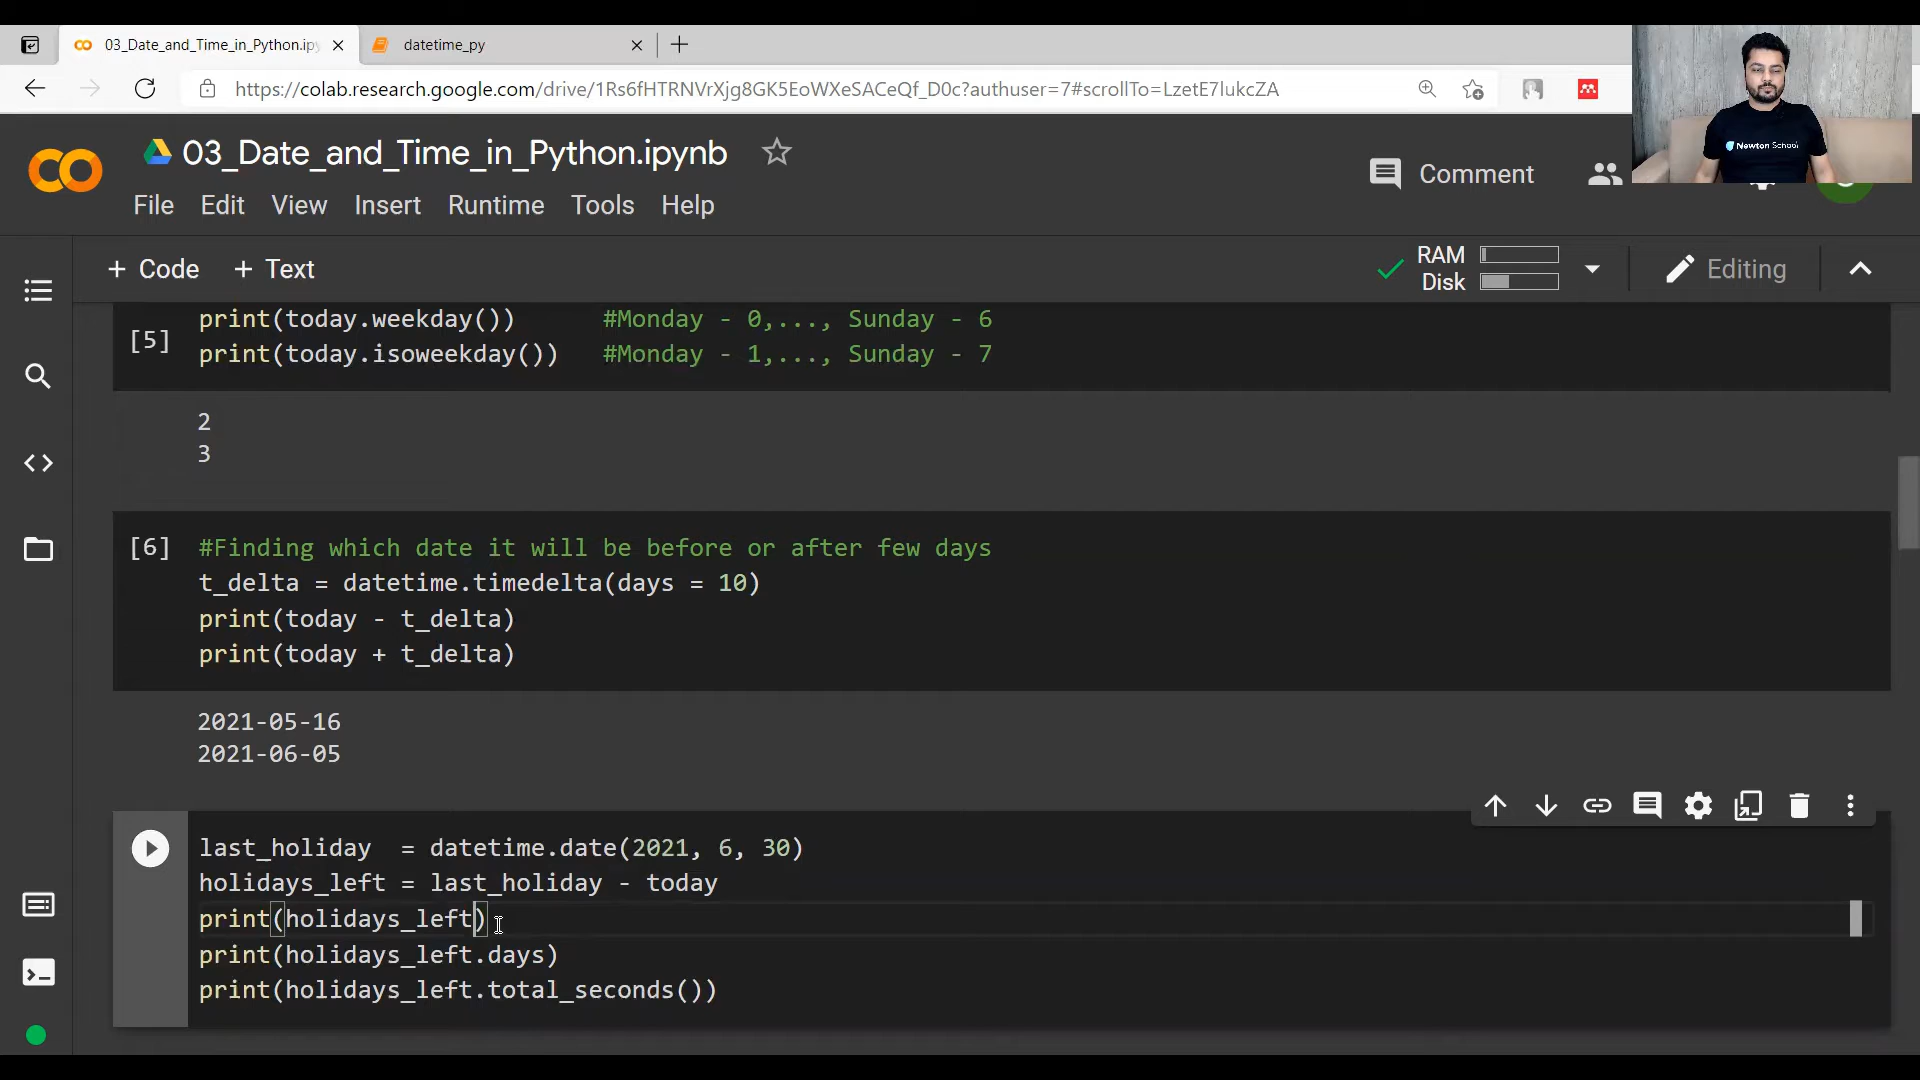 03_Date_and_Time_in_Python.ipy
datetime_py
https://colab.research.google.com/drive/1Rs6fHTRNVrXjg8GK5EoWXeSACeQf_D0c?authuser=7#scrollTo=LzetE7lukcZA
Newton School
03_Date_and_Time_in_Python.ipynb
Comment
File Edit View Insert Runtime Tools Help
+ Code + Text
RAM
Disk
Editing
[5]
print(today.weekday()) #Monday - 0,..., Sunday - 6
print(today.isoweekday()) #Monday - 1,..., Sunday - 7
2
3
[6] #Finding which date it will be before or after few days
t_delta = datetime.timedelta(days = 10)
print(today - t_delta)
print(today + t_delta)
2021-05-16
2021-06-05
last_holiday  = datetime.date(2021, 6, 30)
holidays_left = last_holiday - today
print(holidays_left)
print(holidays_left.days)
print(holidays_left.total_seconds())